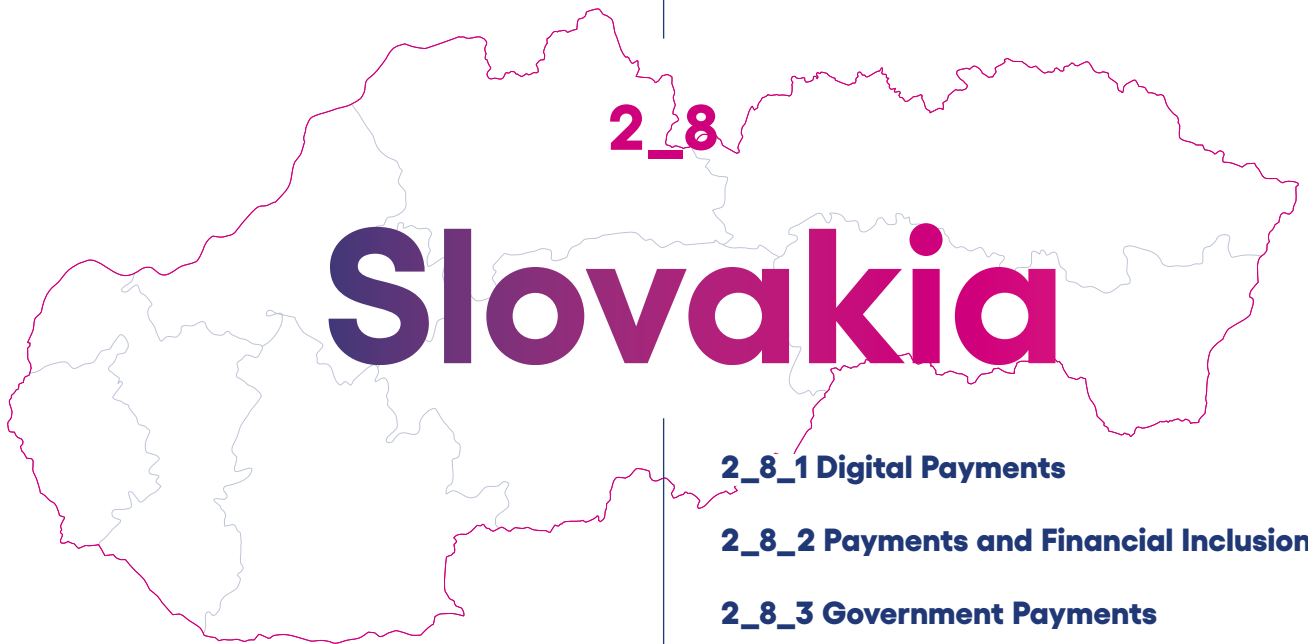 2_8
Slovakia
2_8_1 Digital Payments
2_8_2 Payments and Financial Inclusion
2_8_3 Government Payments